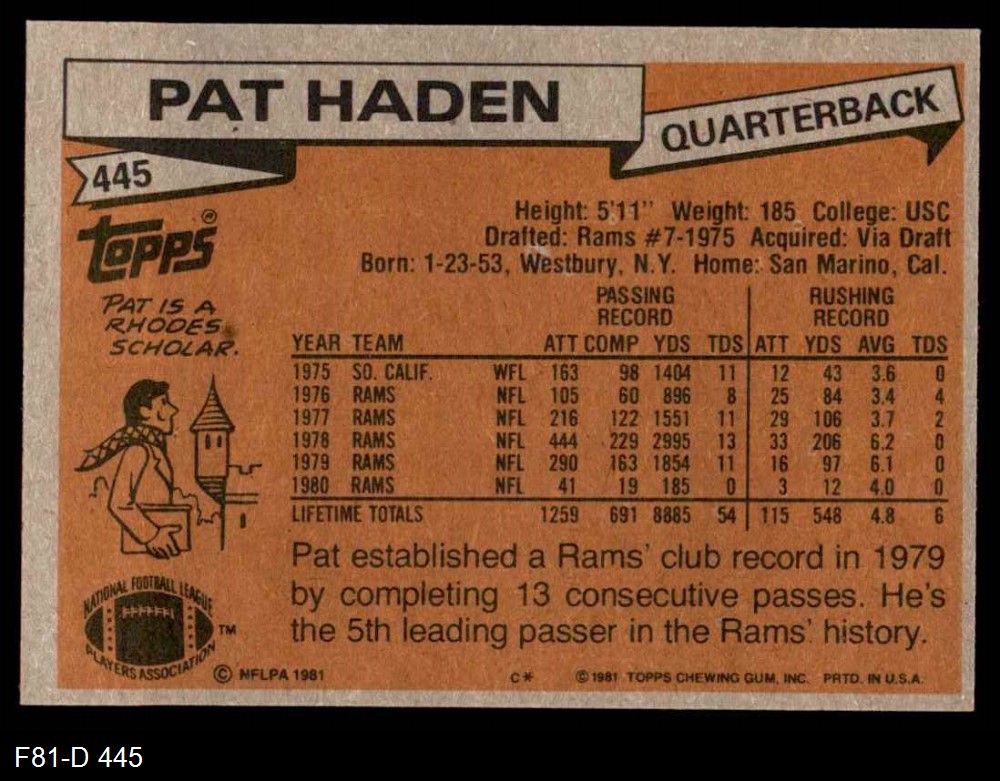 PAT HADEN
QUARTERBACK
445
topps®
PAT IS A
RHODES
SCHOLAR.
Height: 5'11" Weight: 185 College: USC
Drafted: Rams #7-1975 Acquired: Via Draft
Born: 1-23-53, Westbury, N.Y. Home: San Marino, Cal.
PASSING RECORD RUSHING RECORD
YEAR TEAM ATT COMP YDS TDS ATT YDS AVG TDS
1975 SO. CALIF. WFL 163 98 1404 11 12 43 3.6 0
1976 RAMS NFL 105 60 896 8 25 84 3.4 4
1977 RAMS NFL 216 122 1551 11 29 106 3.7 2
1978 RAMS NFL 444 229 2995 13 33 206 6.2 0
1979 RAMS NFL 290 163 1854 11 16 97 6.1 0
1980 RAMS NFL 41 19 185 0 3 12 4.0 0
LIFETIME TOTALS 1259 691 8885 54 115 548 4.8 6
Pat established a Rams' club record in 1979
by completing 13 consecutive passes. He's
the 5th leading passer in the Rams' history.
NATIONAL FOOTBALL LEAGUE
PLAYERS ASSOCIATION
TM
© NFLPA 1981 C* © 1981 TOPPS CHEWING GUM, INC. PRTD. IN U.S.A.
F81-D 445